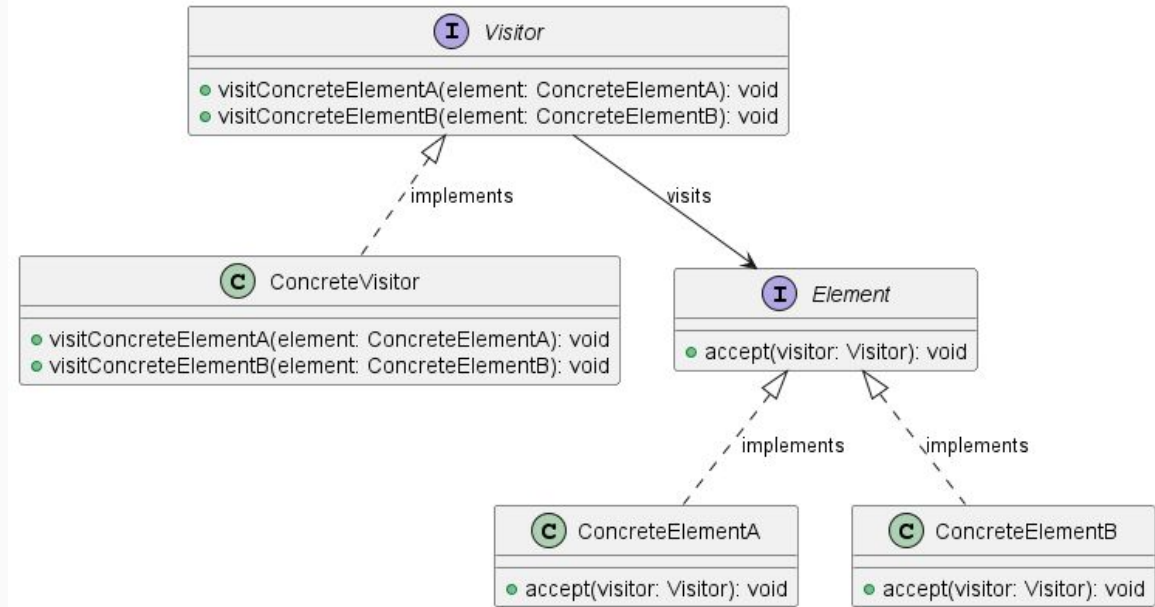 I Visitor
visitConcreteElementA(element: ConcreteElementA): void
visitConcreteElementB(element: ConcreteElementB): void
implements
visits
C ConcreteVisitor
visitConcreteElementA(element: ConcreteElementA): void
visitConcreteElementB(element: ConcreteElementB): void
I Element
accept(visitor: Visitor): void
implements
implements
C ConcreteElementA
accept(visitor: Visitor): void
C ConcreteElementB
accept(visitor: Visitor): void